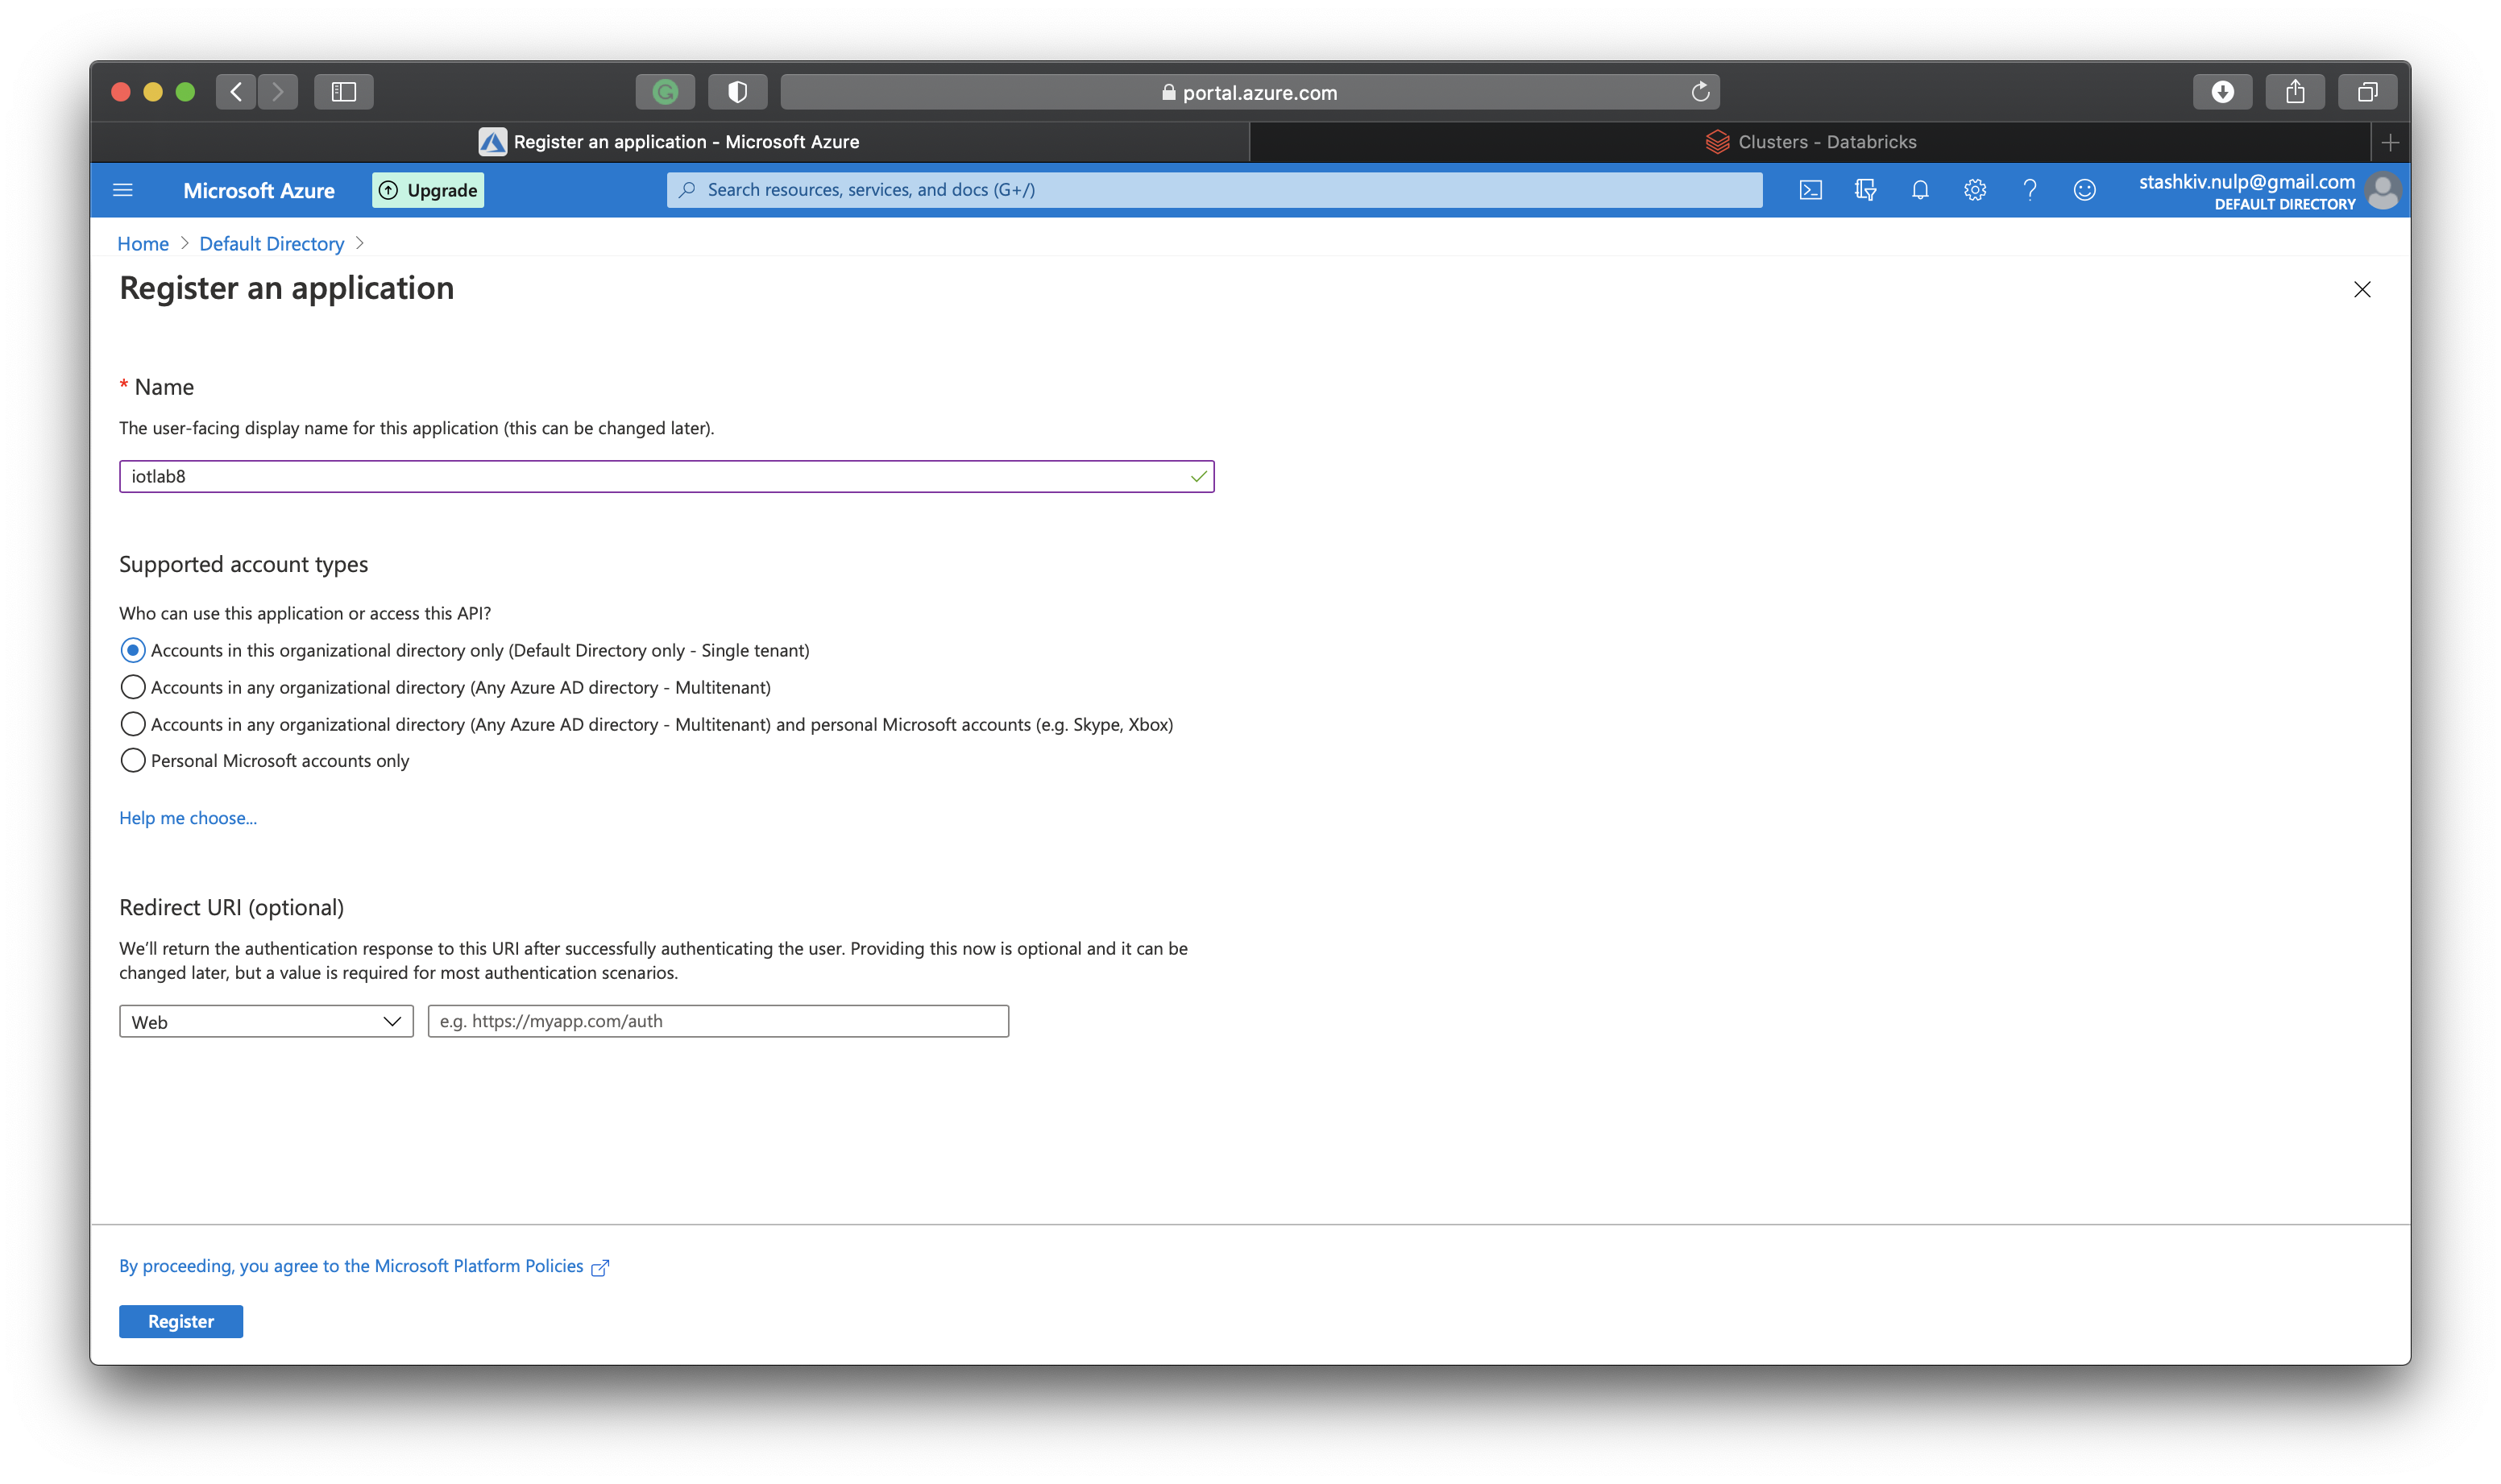 portal.azure.com
Register an application - Microsoft Azure
Clusters - Databricks
Microsoft Azure
Upgrade
Search resources, services, and docs (G+/)
stashkiv.nulp@gmail.com
DEFAULT DIRECTORY
Home > Default Directory >
Register an application
* Name
The user-facing display name for this application (this can be changed later).
iotlab8
Supported account types
Who can use this application or access this API?
Accounts in this organizational directory only (Default Directory only - Single tenant)
Accounts in any organizational directory (Any Azure AD directory - Multitenant)
Accounts in any organizational directory (Any Azure AD directory - Multitenant) and personal Microsoft accounts (e.g. Skype, Xbox)
Personal Microsoft accounts only
Help me choose...
Redirect URI (optional)
We'll return the authentication response to this URI after successfully authenticating the user. Providing this now is optional and it can be
changed later, but a value is required for most authentication scenarios.
Web
e.g. https://myapp.com/auth
By proceeding, you agree to the Microsoft Platform Policies
Register